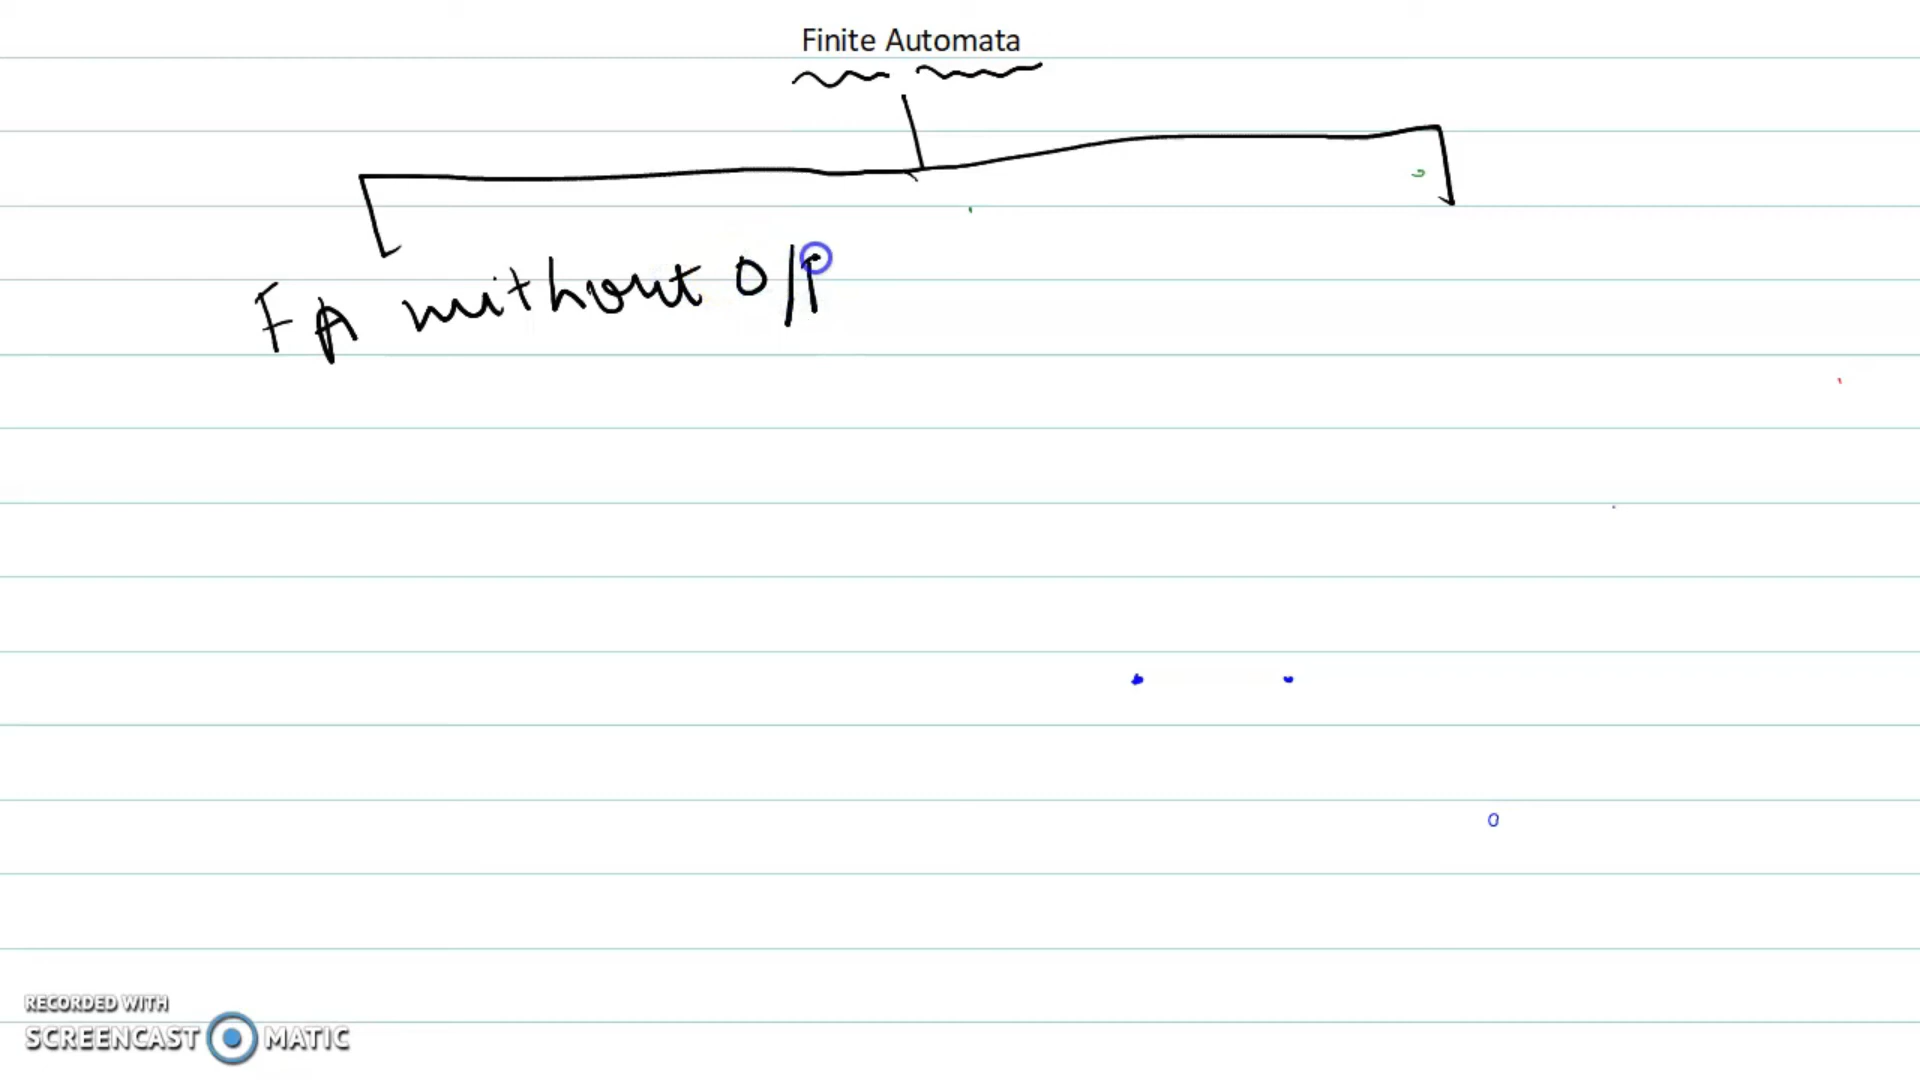 Finite Automata
FA without O/P
RECORDED WITH
SCREENCAST MATIC